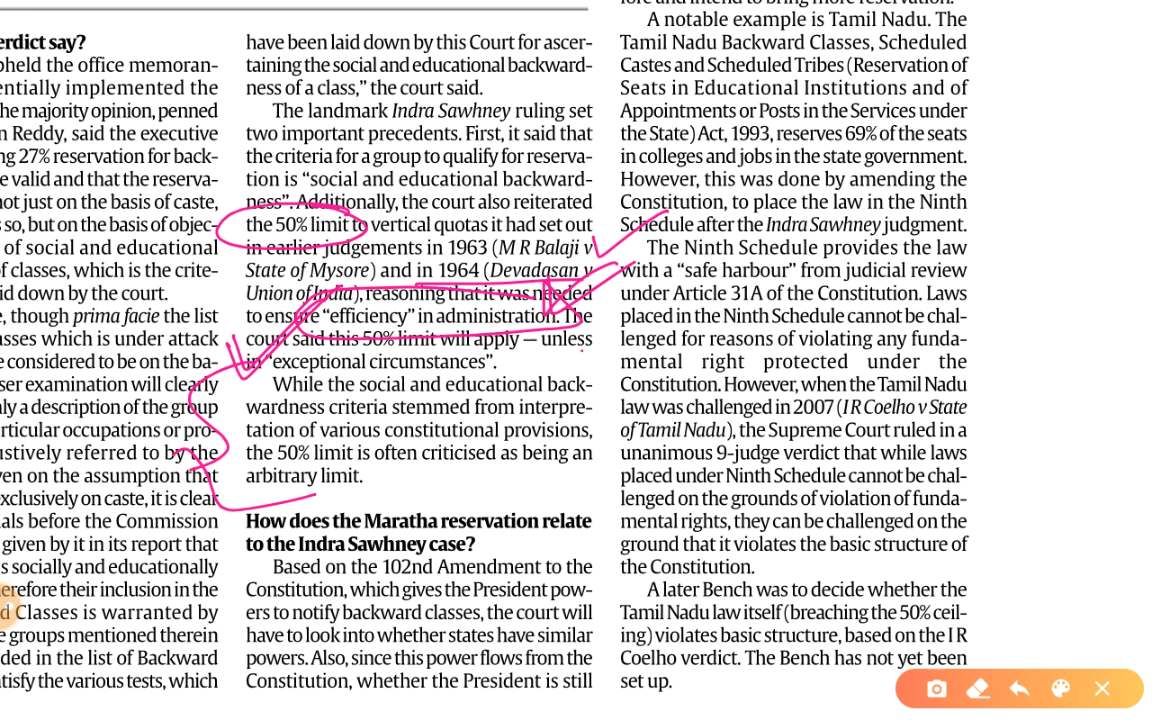 erdict say?
held the office memoran-
entially implemented the
he majority opinion, penned
n Reddy, said the executive
ng 27% reservation for back-
e valid and that the reserva-
not just on the basis of caste,
so, but on the basis of objec-
of social and educational
f classes, which is the crite-
id down by the court.
, though prima facie the list
asses which is under attack
e considered to be on the ba-
ser examination will clearly
ly a description of the group
rticular occupations or pro-
ustively referred to by the
ven on the assumption that
exclusively on caste, it is clear
als before the Commission
given by it in its report that
s socially and educationally
erefore their inclusion in the
d Classes is warranted by
e groups mentioned therein
ded in the list of Backward
tisfy the various tests, which
have been laid down by this Court for ascer-
taining the social and educational backward-
ness of a class,” the court said.
The landmark Indra Sawhney ruling set
two important precedents. First, it said that
the criteria for a group to qualify for reserva-
tion is “social and educational backward-
ness”. Additionally, the court also reiterated
the 50% limit to vertical quotas it had set out
in earlier judgements in 1963 (M R Balaji v
State of Mysore) and in 1964 (Devadasan v
Union of India), reasoning that it was needed
to ensure “efficiency” in administration. The
court said this 50% limit will apply — unless
in “exceptional circumstances”.
While the social and educational back-
wardness criteria stemmed from interpre-
tation of various constitutional provisions,
the 50% limit is often criticised as being an
arbitrary limit.
How does the Maratha reservation relate
to the Indra Sawhney case?
Based on the 102nd Amendment to the
Constitution, which gives the President pow-
ers to notify backward classes, the court will
have to look into whether states have similar
powers. Also, since this power flows from the
Constitution, whether the President is still
A notable example is Tamil Nadu. The
Tamil Nadu Backward Classes, Scheduled
Castes and Scheduled Tribes (Reservation of
Seats in Educational Institutions and of
Appointments or Posts in the Services under
the State) Act, 1993, reserves 69% of the seats
in colleges and jobs in the state government.
However, this was done by amending the
Constitution, to place the law in the Ninth
Schedule after the Indra Sawhney judgment.
The Ninth Schedule provides the law
with a “safe harbour” from judicial review
under Article 31A of the Constitution. Laws
placed in the Ninth Schedule cannot be chal-
lenged for reasons of violating any funda-
mental right protected under the
Constitution. However, when the Tamil Nadu
law was challenged in 2007 (I R Coelho v State
of Tamil Nadu), the Supreme Court ruled in a
unanimous 9-judge verdict that while laws
placed under Ninth Schedule cannot be chal-
lenged on the grounds of violation of funda-
mental rights, they can be challenged on the
ground that it violates the basic structure of
the Constitution.
A later Bench was to decide whether the
Tamil Nadu law itself (breaching the 50% ceil-
ing) violates basic structure, based on the I R
Coelho verdict. The Bench has not yet been
set up.